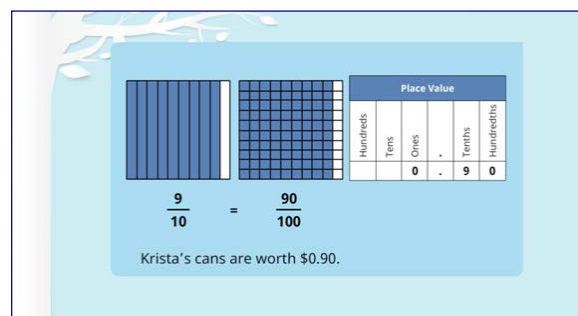 Place Value
Hundreds Tens Ones . Tenths Hundredths
0 . 9 0
9/10 = 90/100
Krista's cans are worth $0.90.